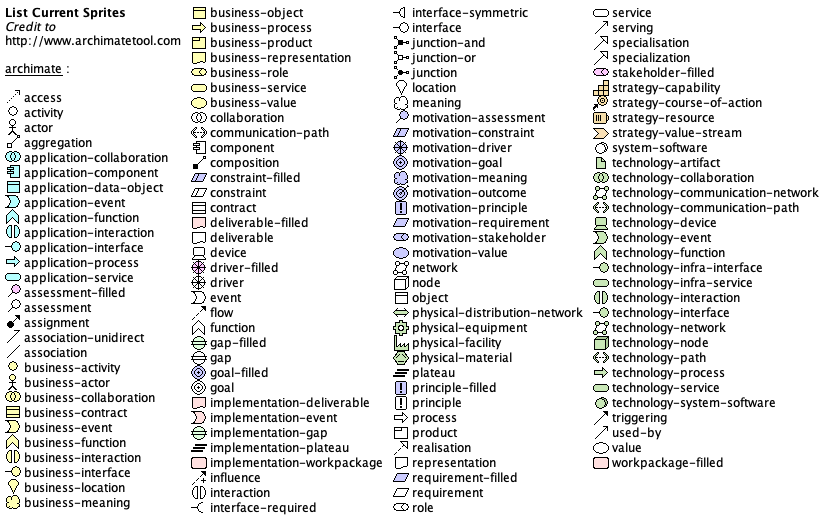 List Current Sprites
Credit to
http://www.archimatetool.com
archimate :
access
activity
actor
aggregation
application-collaboration
application-component
application-data-object
application-event
application-function
application-interaction
application-interface
application-process
application-service
assessment-filled
assessment
assignment
association-unidirect
association
business-activity
business-actor
business-collaboration
business-contract
business-event
business-function
business-interaction
business-interface
business-location
business-meaning
business-object
business-process
business-product
business-representation
business-role
business-service
business-value
collaboration
communication-path
component
composition
constraint-filled
constraint
contract
deliverable-filled
deliverable
device
driver-filled
driver
event
flow
function
gap-filled
gap
goal-filled
goal
implementation-deliverable
implementation-event
implementation-gap
implementation-plateau
implementation-workpackage
influence
interaction
interface-required
interface-symmetric
interface
junction-and
junction-or
junction
location
meaning
motivation-assessment
motivation-constraint
motivation-driver
motivation-goal
motivation-meaning
motivation-outcome
motivation-principle
motivation-requirement
motivation-stakeholder
motivation-value
network
node
object
physical-distribution-network
physical-equipment
physical-facility
physical-material
plateau
principle-filled
principle
process
product
realisation
representation
requirement-filled
requirement
role
service
serving
specialisation
specialization
stakeholder-filled
strategy-capability
strategy-course-of-action
strategy-resource
strategy-value-stream
system-software
technology-artifact
technology-collaboration
technology-communication-network
technology-communication-path
technology-device
technology-event
technology-function
technology-infra-interface
technology-infra-service
technology-interaction
technology-interface
technology-network
technology-node
technology-path
technology-process
technology-service
technology-system-software
triggering
used-by
value
workpackage-filled